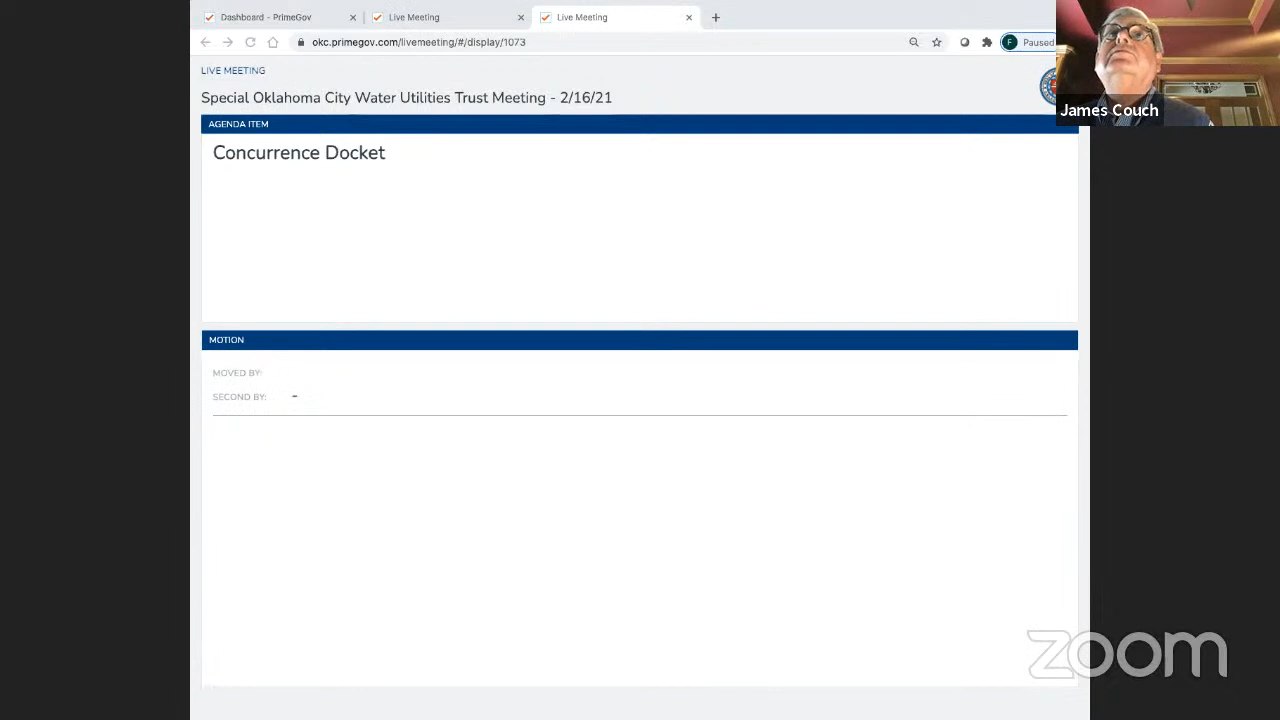 Dashboard - PrimeGov
Live Meeting
Live Meeting
okc.primegov.com/livemeeting/#/display/1073
F
Paused
LIVE MEETING
Special Oklahoma City Water Utilities Trust Meeting - 2/16/21
James Couch
AGENDA ITEM
Concurrence Docket
MOTION
MOVED BY:
SECOND BY: -
zoom